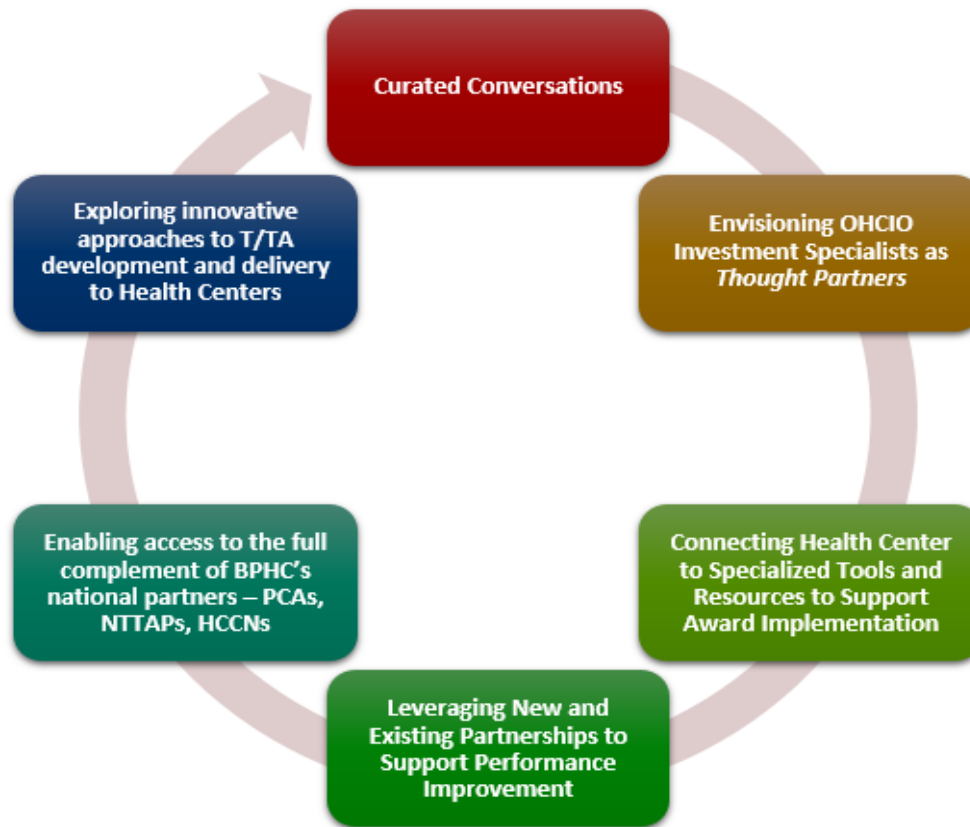 Curated Conversations
Envisioning OHCIO
Investment Specialists as
Thought Partners
Connecting Health Center
to Specialized Tools and
Resources to Support
Award Implementation
Leveraging New and
Existing Partnerships to
Support Performance
Improvement
Enabling access to the full
complement of BPHC’s
national partners – PCAs,
NTTAPs, HCCNs
Exploring innovative
approaches to T/TA
development and delivery
to Health Centers